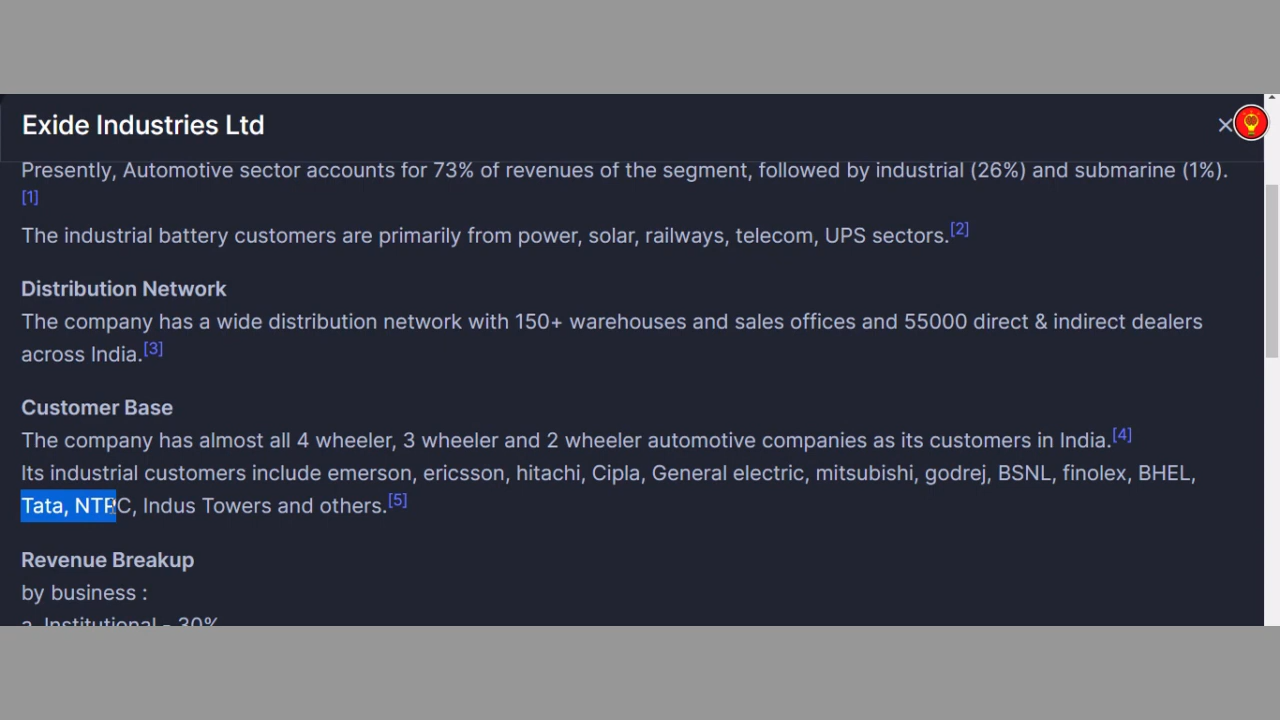 Exide Industries Ltd
Presently, Automotive sector accounts for 73% of revenues of the segment, followed by industrial (26%) and submarine (1%).
[1]
The industrial battery customers are primarily from power, solar, railways, telecom, UPS sectors.[2]
Distribution Network
The company has a wide distribution network with 150+ warehouses and sales offices and 55000 direct & indirect dealers
across India.[3]
Customer Base
The company has almost all 4 wheeler, 3 wheeler and 2 wheeler automotive companies as its customers in India.[4]
Its industrial customers include emerson, ericsson, hitachi, Cipla, General electric, mitsubishi, godrej, BSNL, finolex, BHEL,
Tata, NTPC, Indus Towers and others.[5]
Revenue Breakup
by business :
a. Institutional - 30%